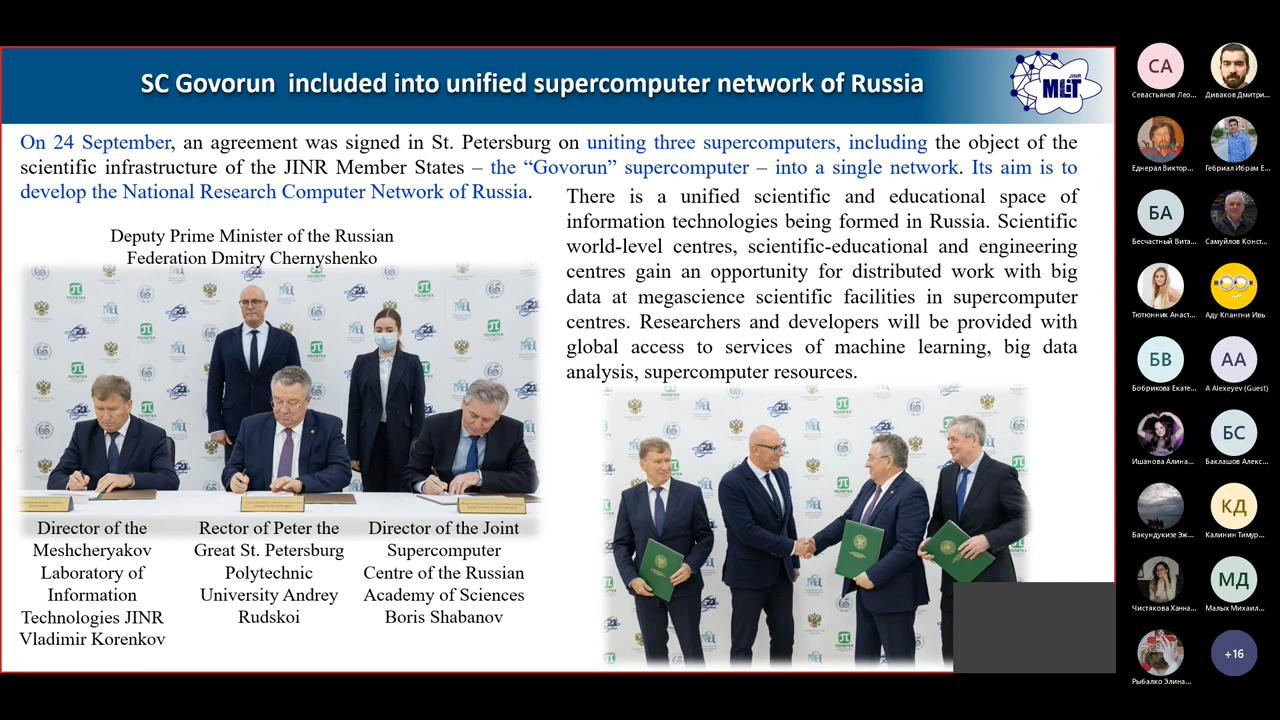 SC Govorun included into unified supercomputer network of Russia
JINR
MLIT
On 24 September, an agreement was signed in St. Petersburg on uniting three supercomputers, including the object of the
scientific infrastructure of the JINR Member States – the “Govorun” supercomputer – into a single network. Its aim is to
develop the National Research Computer Network of Russia.
There is a unified scientific and educational space of
information technologies being formed in Russia. Scientific
world-level centres, scientific-educational and engineering
centres gain an opportunity for distributed work with big
data at megascience scientific facilities in supercomputer
centres. Researchers and developers will be provided with
global access to services of machine learning, big data
analysis, supercomputer resources.
Deputy Prime Minister of the Russian
Federation Dmitry Chernyshenko
ПОЛИТЕХ
65
Director of the
Meshcheryakov
Laboratory of
Information
Technologies JINR
Vladimir Korenkov
Rector of Peter the
Great St. Petersburg
Polytechnic
University Andrey
Rudskoi
Director of the Joint
Supercomputer
Centre of the Russian
Academy of Sciences
Boris Shabanov
СА
Севастьянов Лео...
Диваков Дмитри...
Еднерал Виктор...
Гебриал Ибрам Е...
БА
Бесчастный Вита...
Самуйлов Конст...
Тютюнник Анаст...
Аду Кпангни Ивь
БВ
Бобрикова Екате...
АА
A Alexeyev (Guest)
Ишанова Алина...
БС
Баклашов Алекс...
Бакундукизе Эж...
КД
Калинин Тимур...
Чистякова Ханна...
МД
Малых Михаил...
Рыбалко Элина...
+16